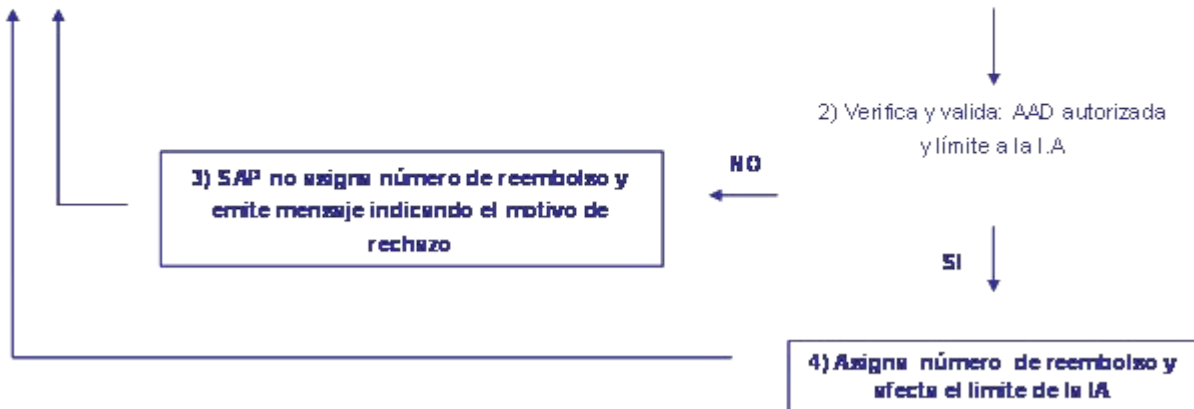 2) Verifica y valida: AAD autorizada
y límite a la I.A
NO
3) SAP no asigna número de reembolso y
emite mensaje indicando el motivo de
rechazo
SI
4) Asigna número de reembolso y
afecta el limite de la IA